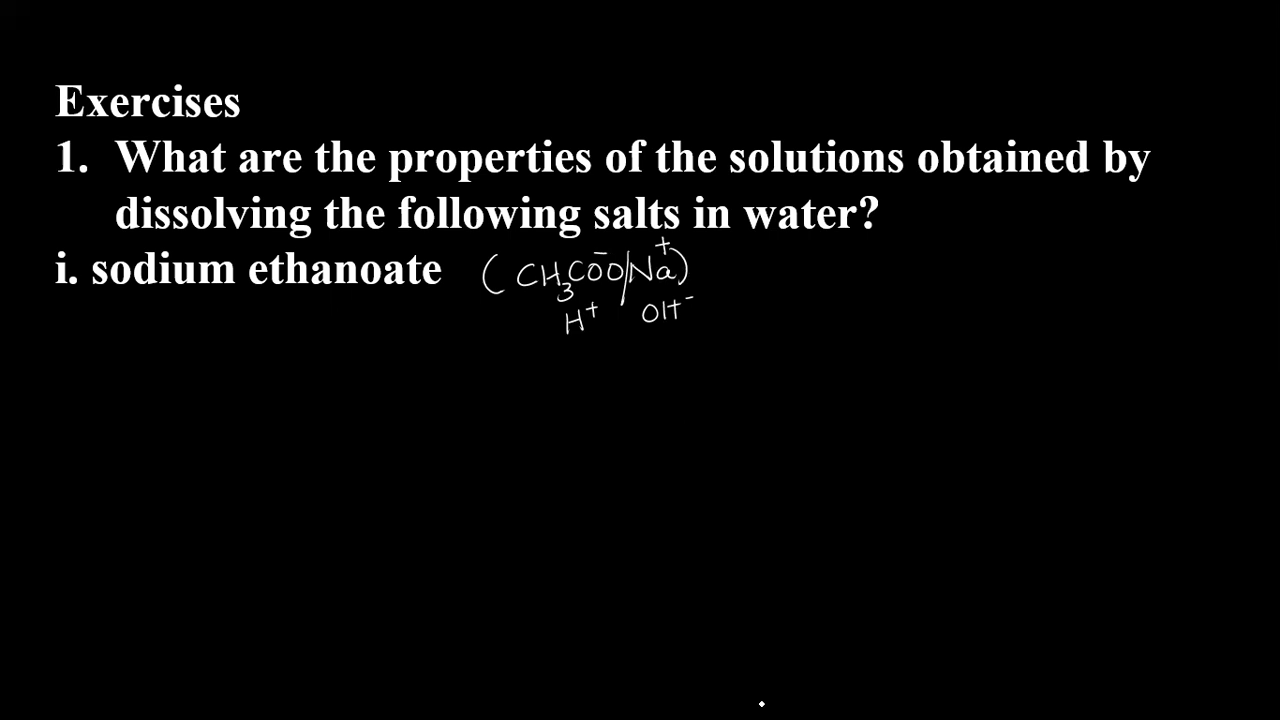 Exercises
1. What are the properties of the solutions obtained by
dissolving the following salts in water?
i. sodium ethanoate (CH₃COO⁻/Na⁺)
H⁺ OH⁻